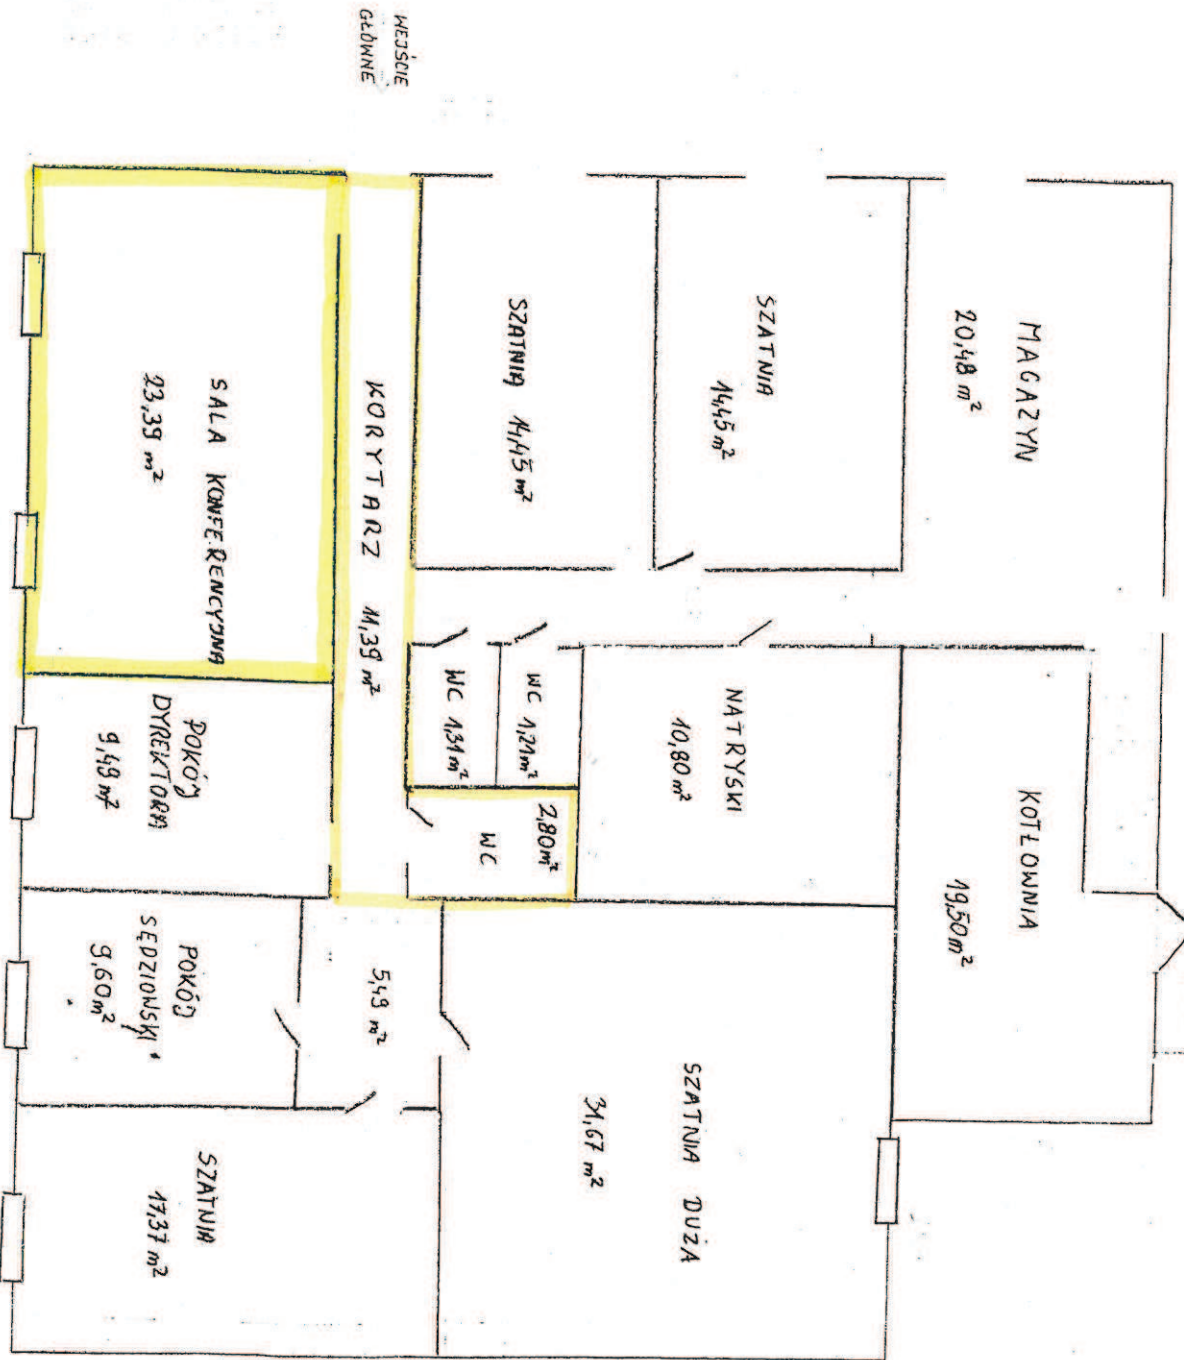 WEJŚCIE
GŁÓWNE
MAGAZYN
20,48 m²
SZATNIA
14,45 m²
SZATNIA 14,45 m²
KORYTARZ 11,39 m²
SALA KONFERENCYJNA
23,39 m²
KOTŁOWNIA
19,50 m²
NATRYSKI
10,80 m²
WC 1,21 m²
WC 1,31 m²
2,80 m²
WC
POKÓJ
DYREKTORA
9,49 m²
POKÓJ
SĘDZIOWSKI
9,60 m²
5,49 m²
SZATNIA DUŻA
31,67 m²
SZATNIA
17,37 m²